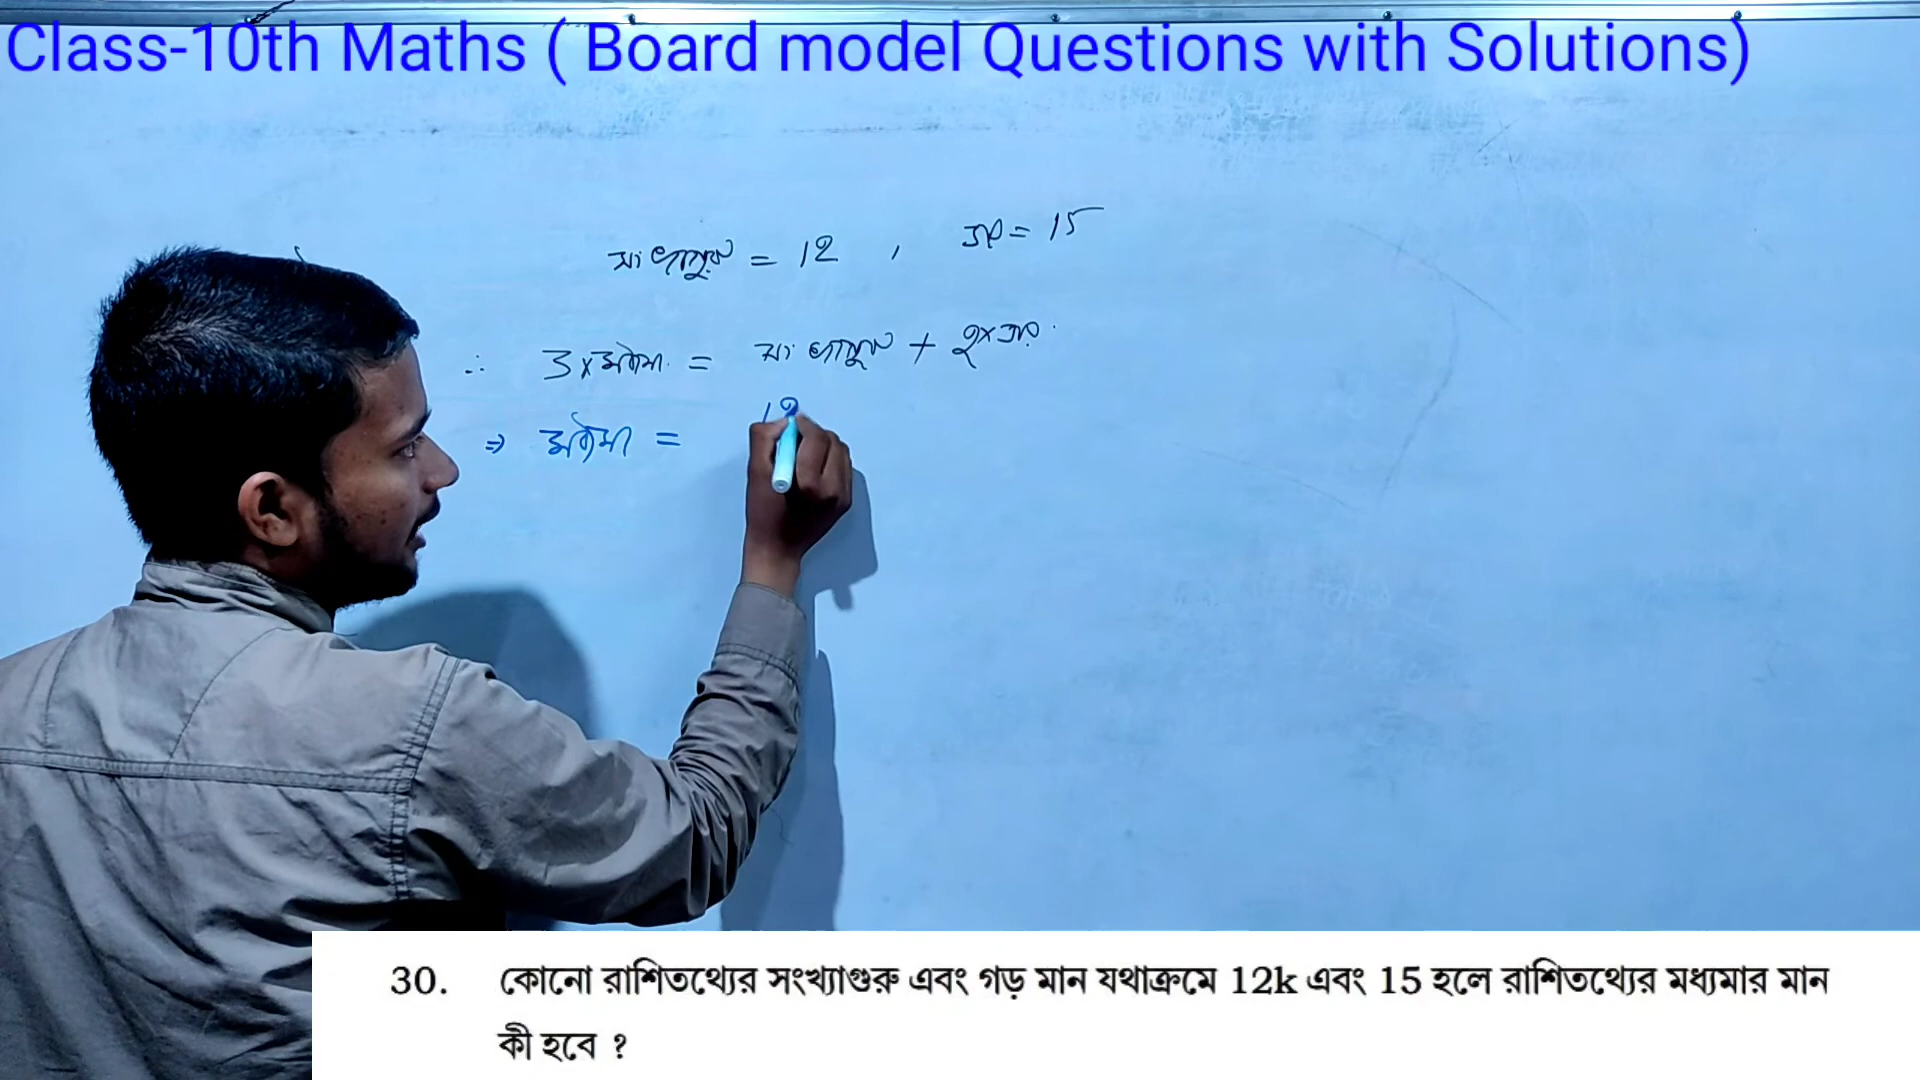 Class-10th Maths ( Board model Questions with Solutions)
সংখ্যাগুরু = 12 , গড় = 15
∴ 3 × মধ্যমা = সংখ্যাগুরু + 2 × গড়
⇒ মধ্যমা = 12
30. কোনো রাশিতথ্যের সংখ্যাগুরু এবং গড় মান যথাক্রমে 12k এবং 15 হলে রাশিতথ্যের মধ্যমার মান
কী হবে ?